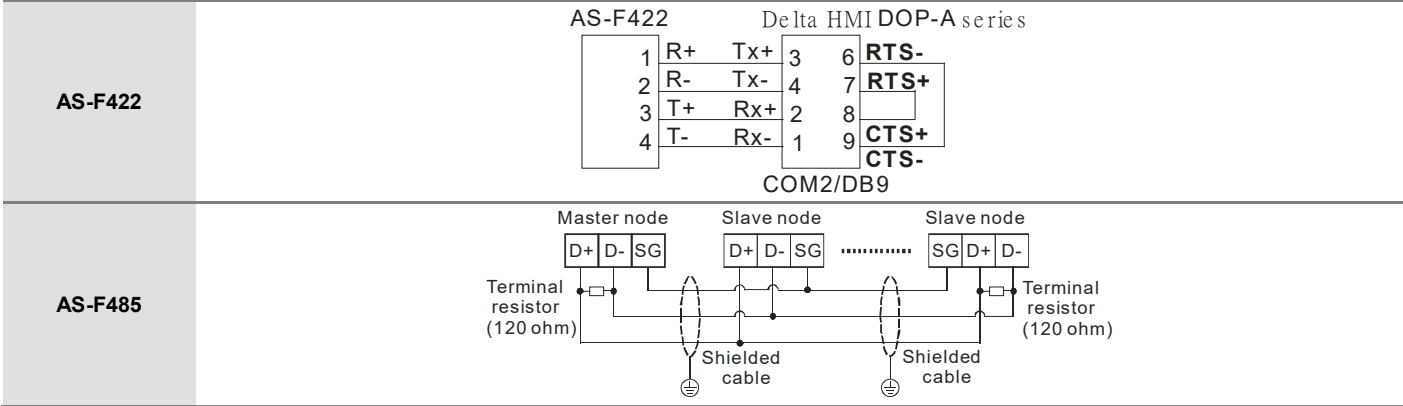 AS-F422
AS-F422 Delta HMI DOP-A series
1 R+ Tx+ 3 6 RTS-
2 R- Tx- 4 7 RTS+
3 T+ Rx+ 2 8
4 T- Rx- 1 9 CTS+
CTS-
COM2/DB9
AS-F485
Master node Slave node Slave node
D+ D- SG D+ D- SG SG D+ D-
Terminal Terminal
resistor resistor
(120 ohm) (120 ohm)
Shielded Shielded
cable cable